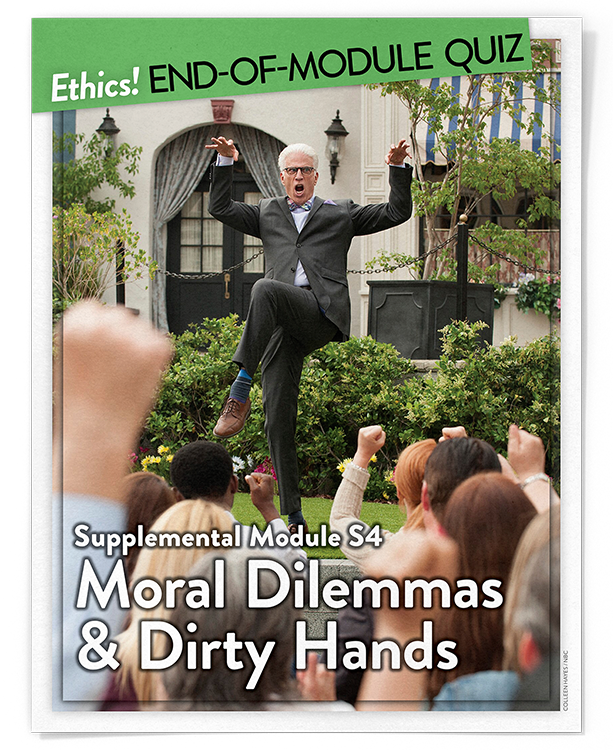 Ethics! END-OF-MODULE QUIZ
Supplemental Module S4
Moral Dilemmas
& Dirty Hands
COLLEEN HAYES / NBC